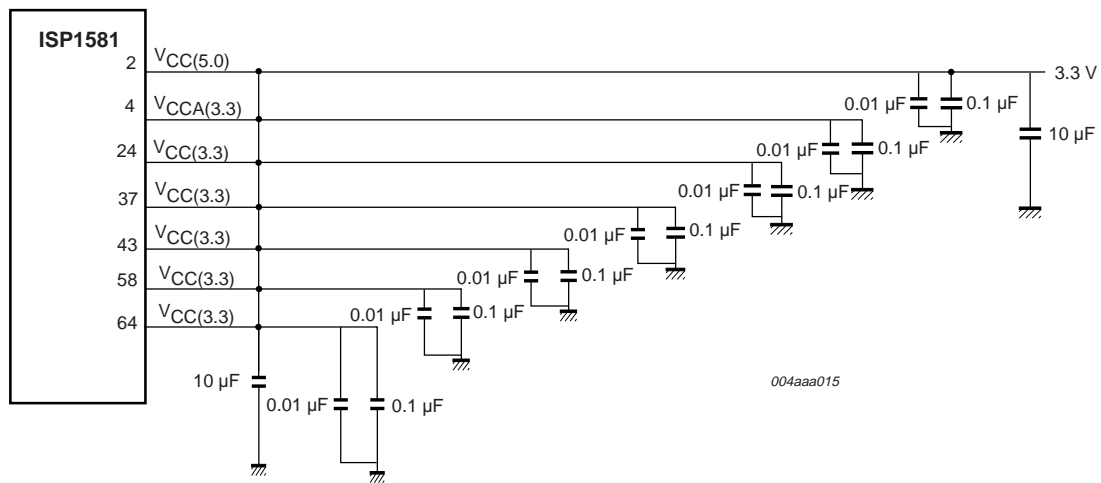 ISP1581
2 VCC(5.0)
3.3 V
0.01 µF 0.1 µF
4 VCCA(3.3)
10 µF
0.01 µF 0.1 µF
24 VCC(3.3)
0.01 µF 0.1 µF
37 VCC(3.3)
0.01 µF 0.1 µF
43 VCC(3.3)
0.01 µF 0.1 µF
58 VCC(3.3)
0.01 µF 0.1 µF
64 VCC(3.3)
10 µF
0.01 µF 0.1 µF
004aaa015